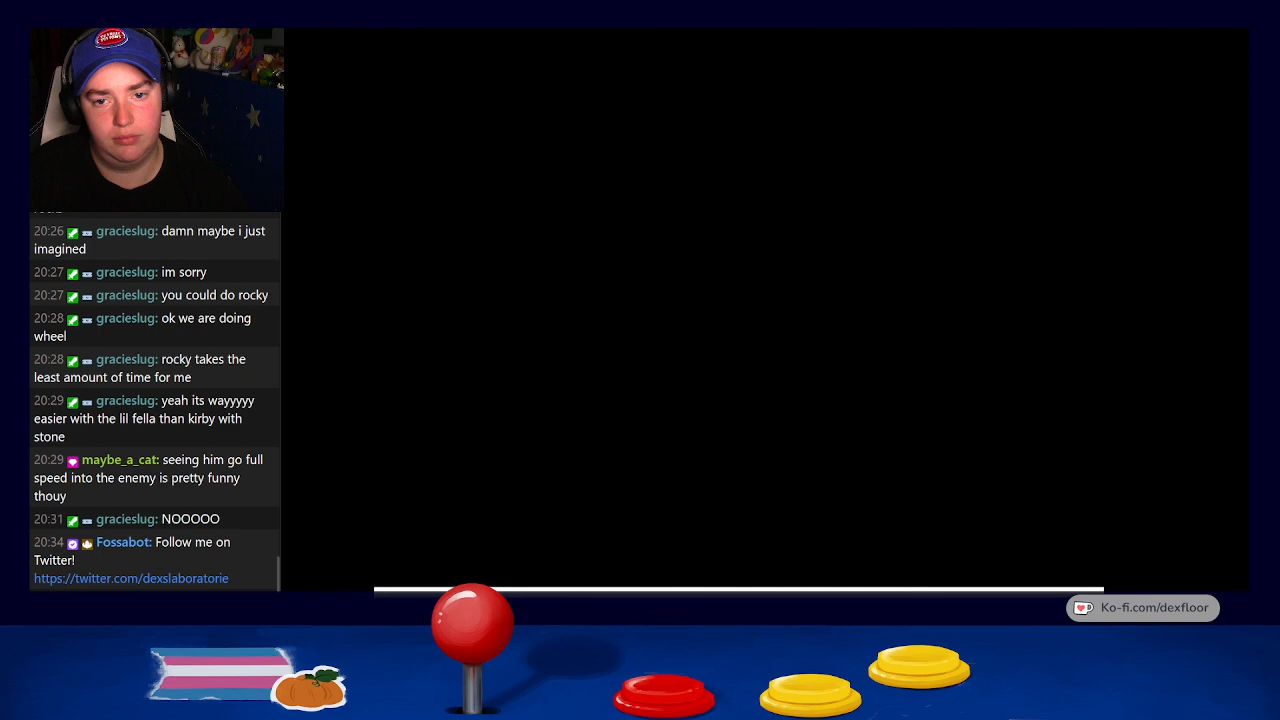 20:26 gracieslug: damn maybe i just
imagined
20:27 gracieslug: im sorry
20:27 gracieslug: you could do rocky
20:28 gracieslug: ok we are doing
wheel
20:28 gracieslug: rocky takes the
least amount of time for me
20:29 gracieslug: yeah its wayyyyy
easier with the lil fella than kirby with
stone
20:29 maybe_a_cat: seeing him go full
speed into the enemy is pretty funny
thouy
20:31 gracieslug: NOOOOO
20:34 Fossabot: Follow me on
Twitter!
https://twitter.com/dexslaboratorie
Ko-fi.com/dexfloor